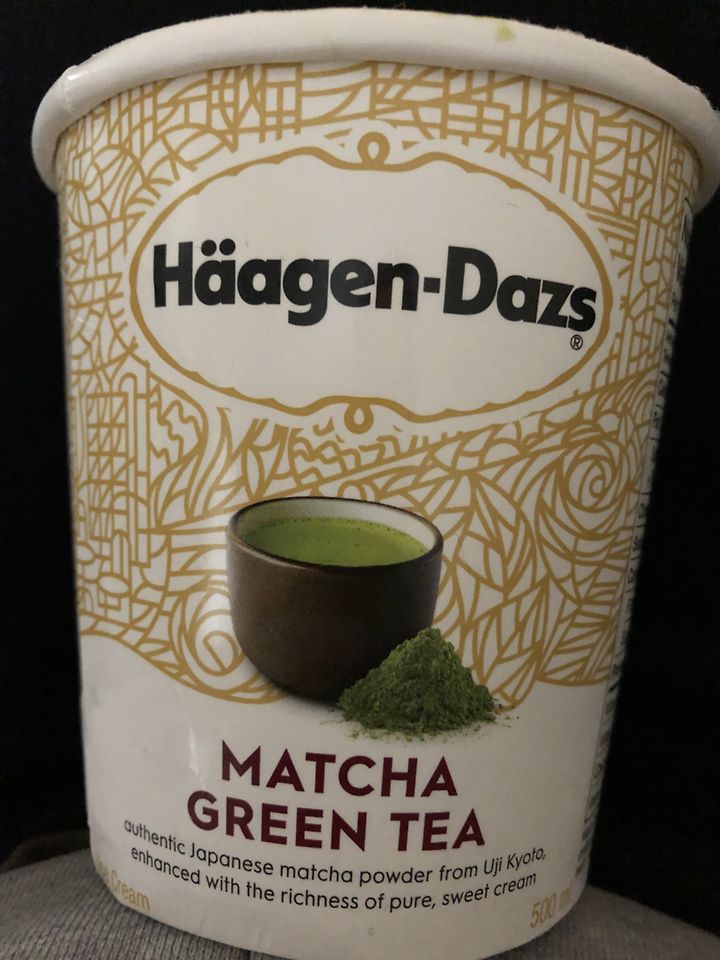 Häagen-Dazs
®
MATCHA
GREEN TEA
authentic Japanese matcha powder from Uji Kyoto,
enhanced with the richness of pure, sweet cream
Cream
500